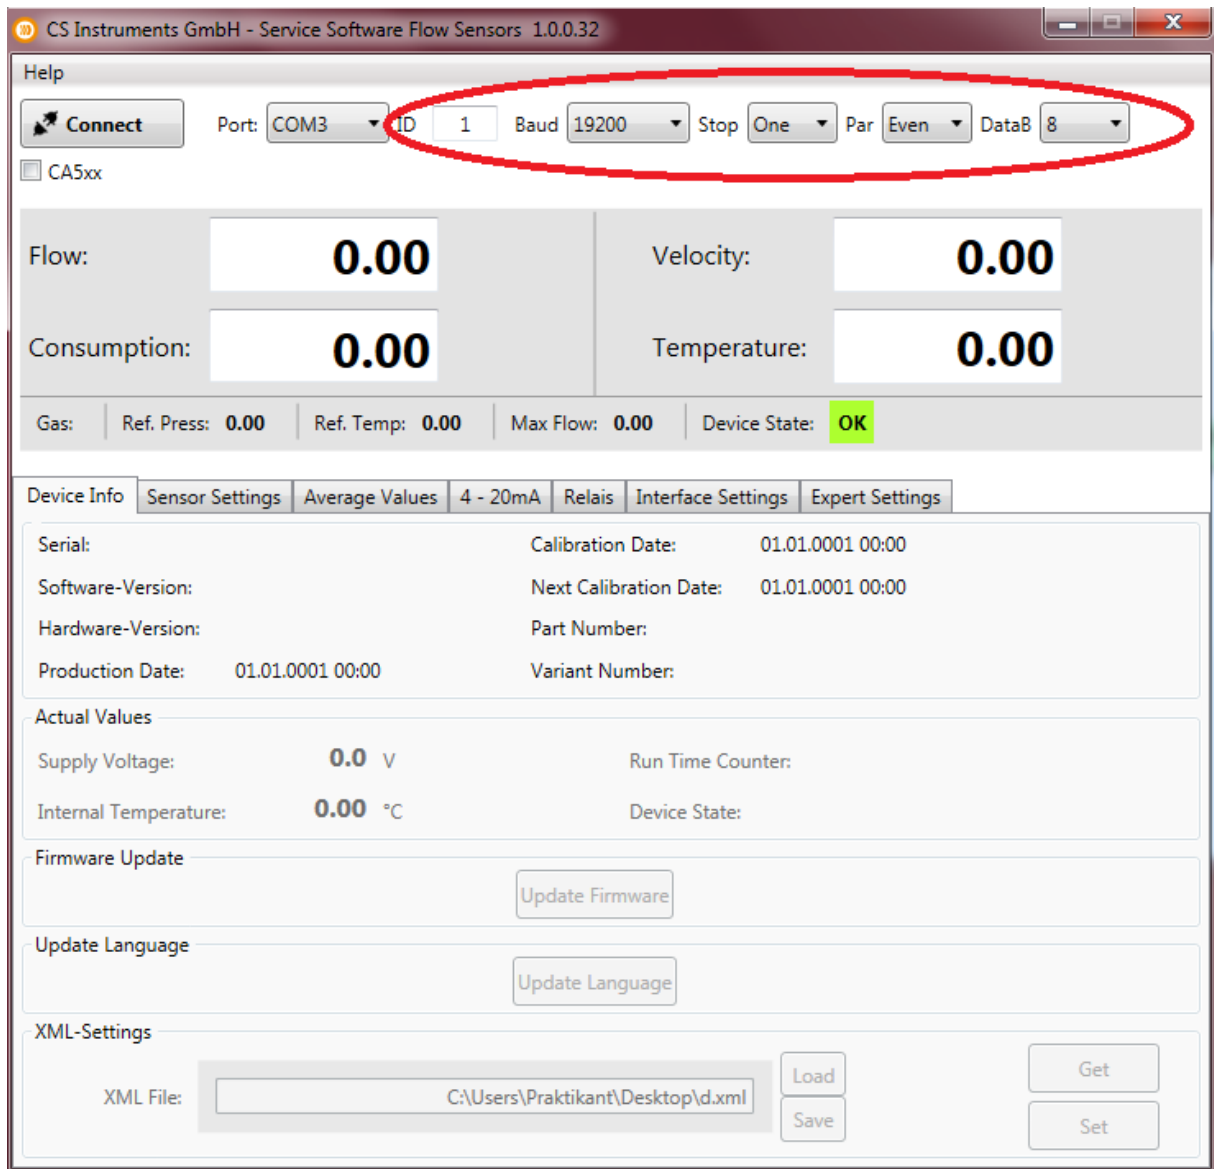 CS Instruments GmbH - Service Software Flow Sensors 1.0.0.32
Help
Connect Port: COM3 ID 1 Baud 19200 Stop One Par Even DataB 8
CA5xx
Flow: 0.00 Velocity: 0.00
Consumption: 0.00 Temperature: 0.00
Gas: Ref. Press: 0.00 Ref. Temp: 0.00 Max Flow: 0.00 Device State: OK
Device Info Sensor Settings Average Values 4 - 20mA Relais Interface Settings Expert Settings
Serial: Calibration Date: 01.01.0001 00:00
Software-Version: Next Calibration Date: 01.01.0001 00:00
Hardware-Version: Part Number:
Production Date: 01.01.0001 00:00 Variant Number:
Actual Values
Supply Voltage: 0.0 V Run Time Counter:
Internal Temperature: 0.00 °C Device State:
Firmware Update
Update Firmware
Update Language
Update Language
XML-Settings
XML File: C:\Users\Praktikant\Desktop\d.xml Load Get
Save Set